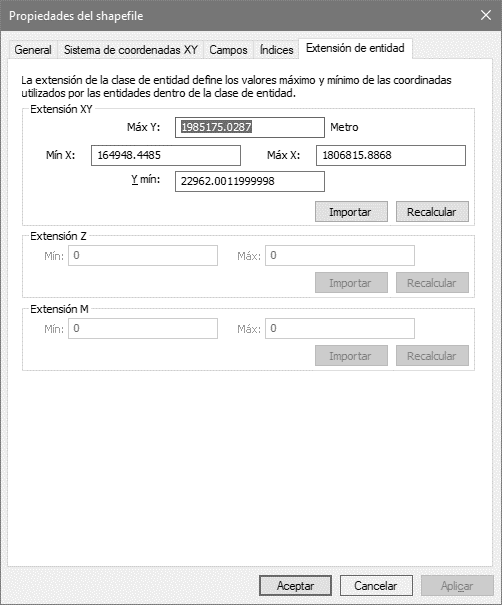 Propiedades del shapefile
General Sistema de coordenadas XY Campos Índices Extensión de entidad
La extensión de la clase de entidad define los valores máximo y mínimo de las coordinadas
utilizados por las entidades dentro de la clase de entidad.
Extensión XY
Máx Y: 1985175.0287 Metro
Mín X: 164948.4485 Máx X: 1806815.8868
Y mín: 22962.0011999998
Importar Recalcular
Extensión Z
Mín: 0 Máx: 0
Importar Recalcular
Extensión M
Mín: 0 Máx: 0
Importar Recalcular
Aceptar Cancelar Aplicar